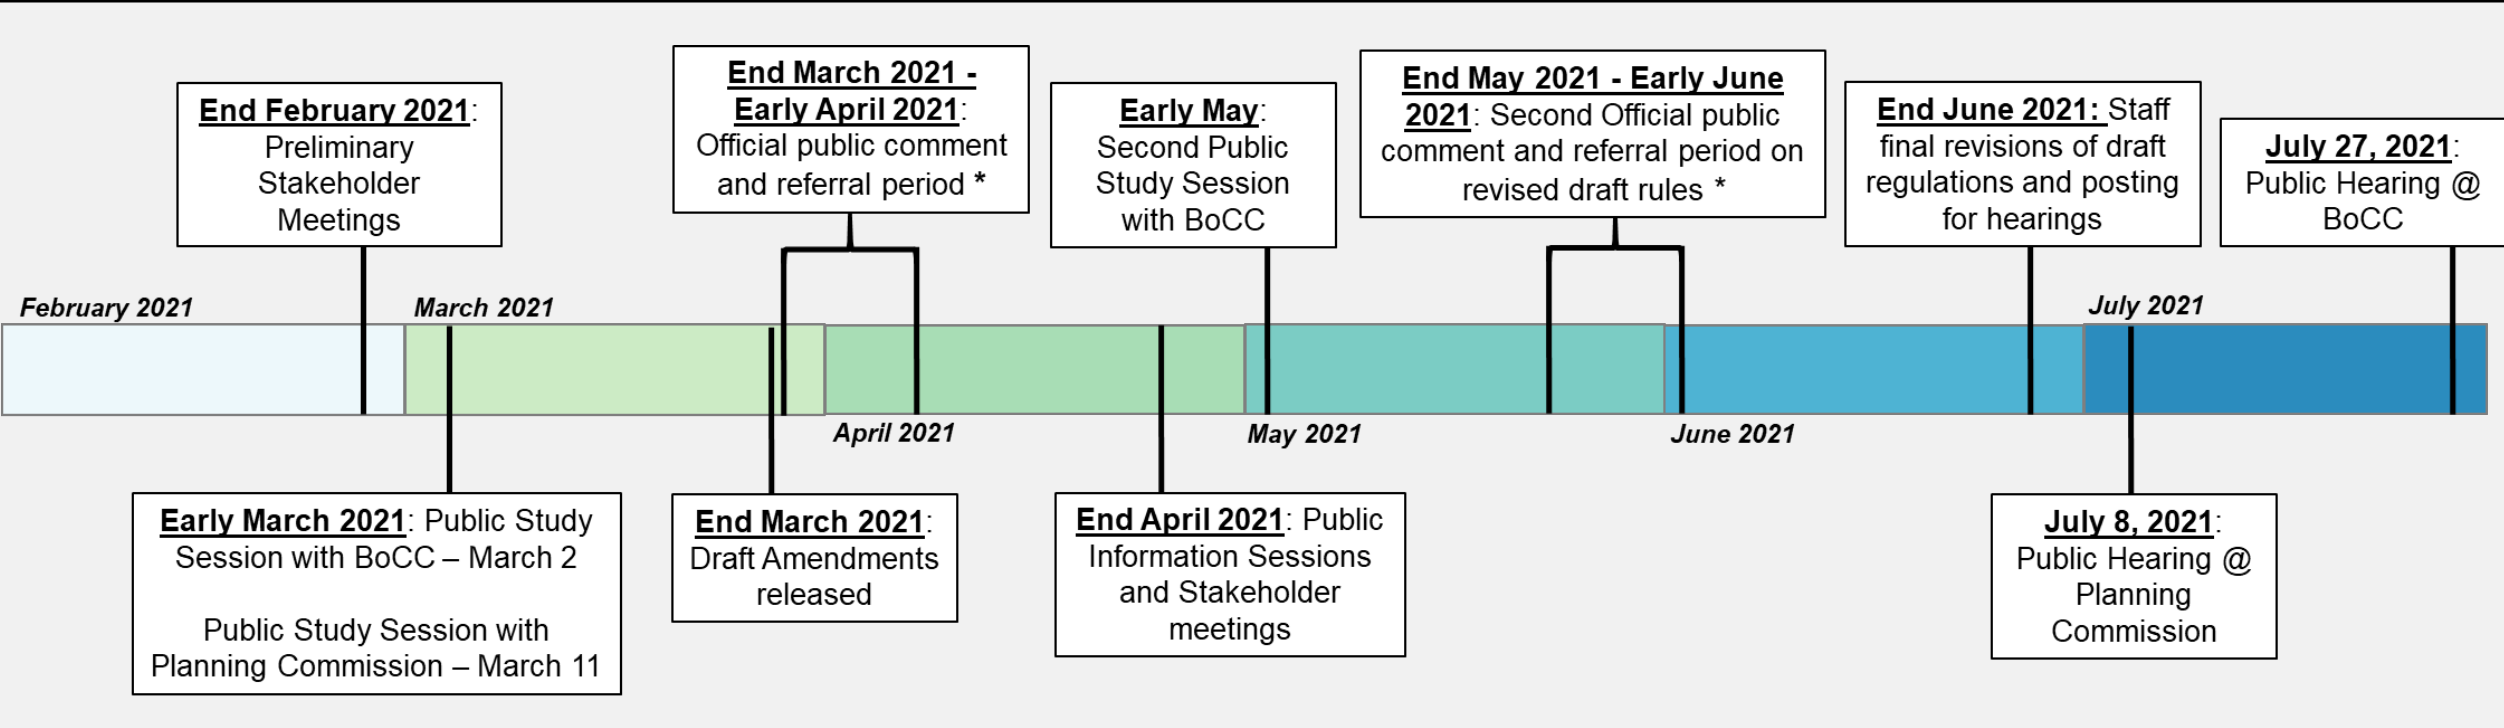 End February 2021:
Preliminary
Stakeholder
Meetings
End March 2021 -
Early April 2021:
Official public comment
and referral period *
Early May:
Second Public
Study Session
with BoCC
End May 2021 - Early June
2021: Second Official public
comment and referral period on
revised draft rules *
End June 2021: Staff
final revisions of draft
regulations and posting
for hearings
July 27, 2021:
Public Hearing @
BoCC
February 2021
March 2021
July 2021
April 2021
May 2021
June 2021
Early March 2021: Public Study
Session with BoCC – March 2
Public Study Session with
Planning Commission – March 11
End March 2021:
Draft Amendments
released
End April 2021: Public
Information Sessions
and Stakeholder
meetings
July 8, 2021:
Public Hearing @
Planning
Commission